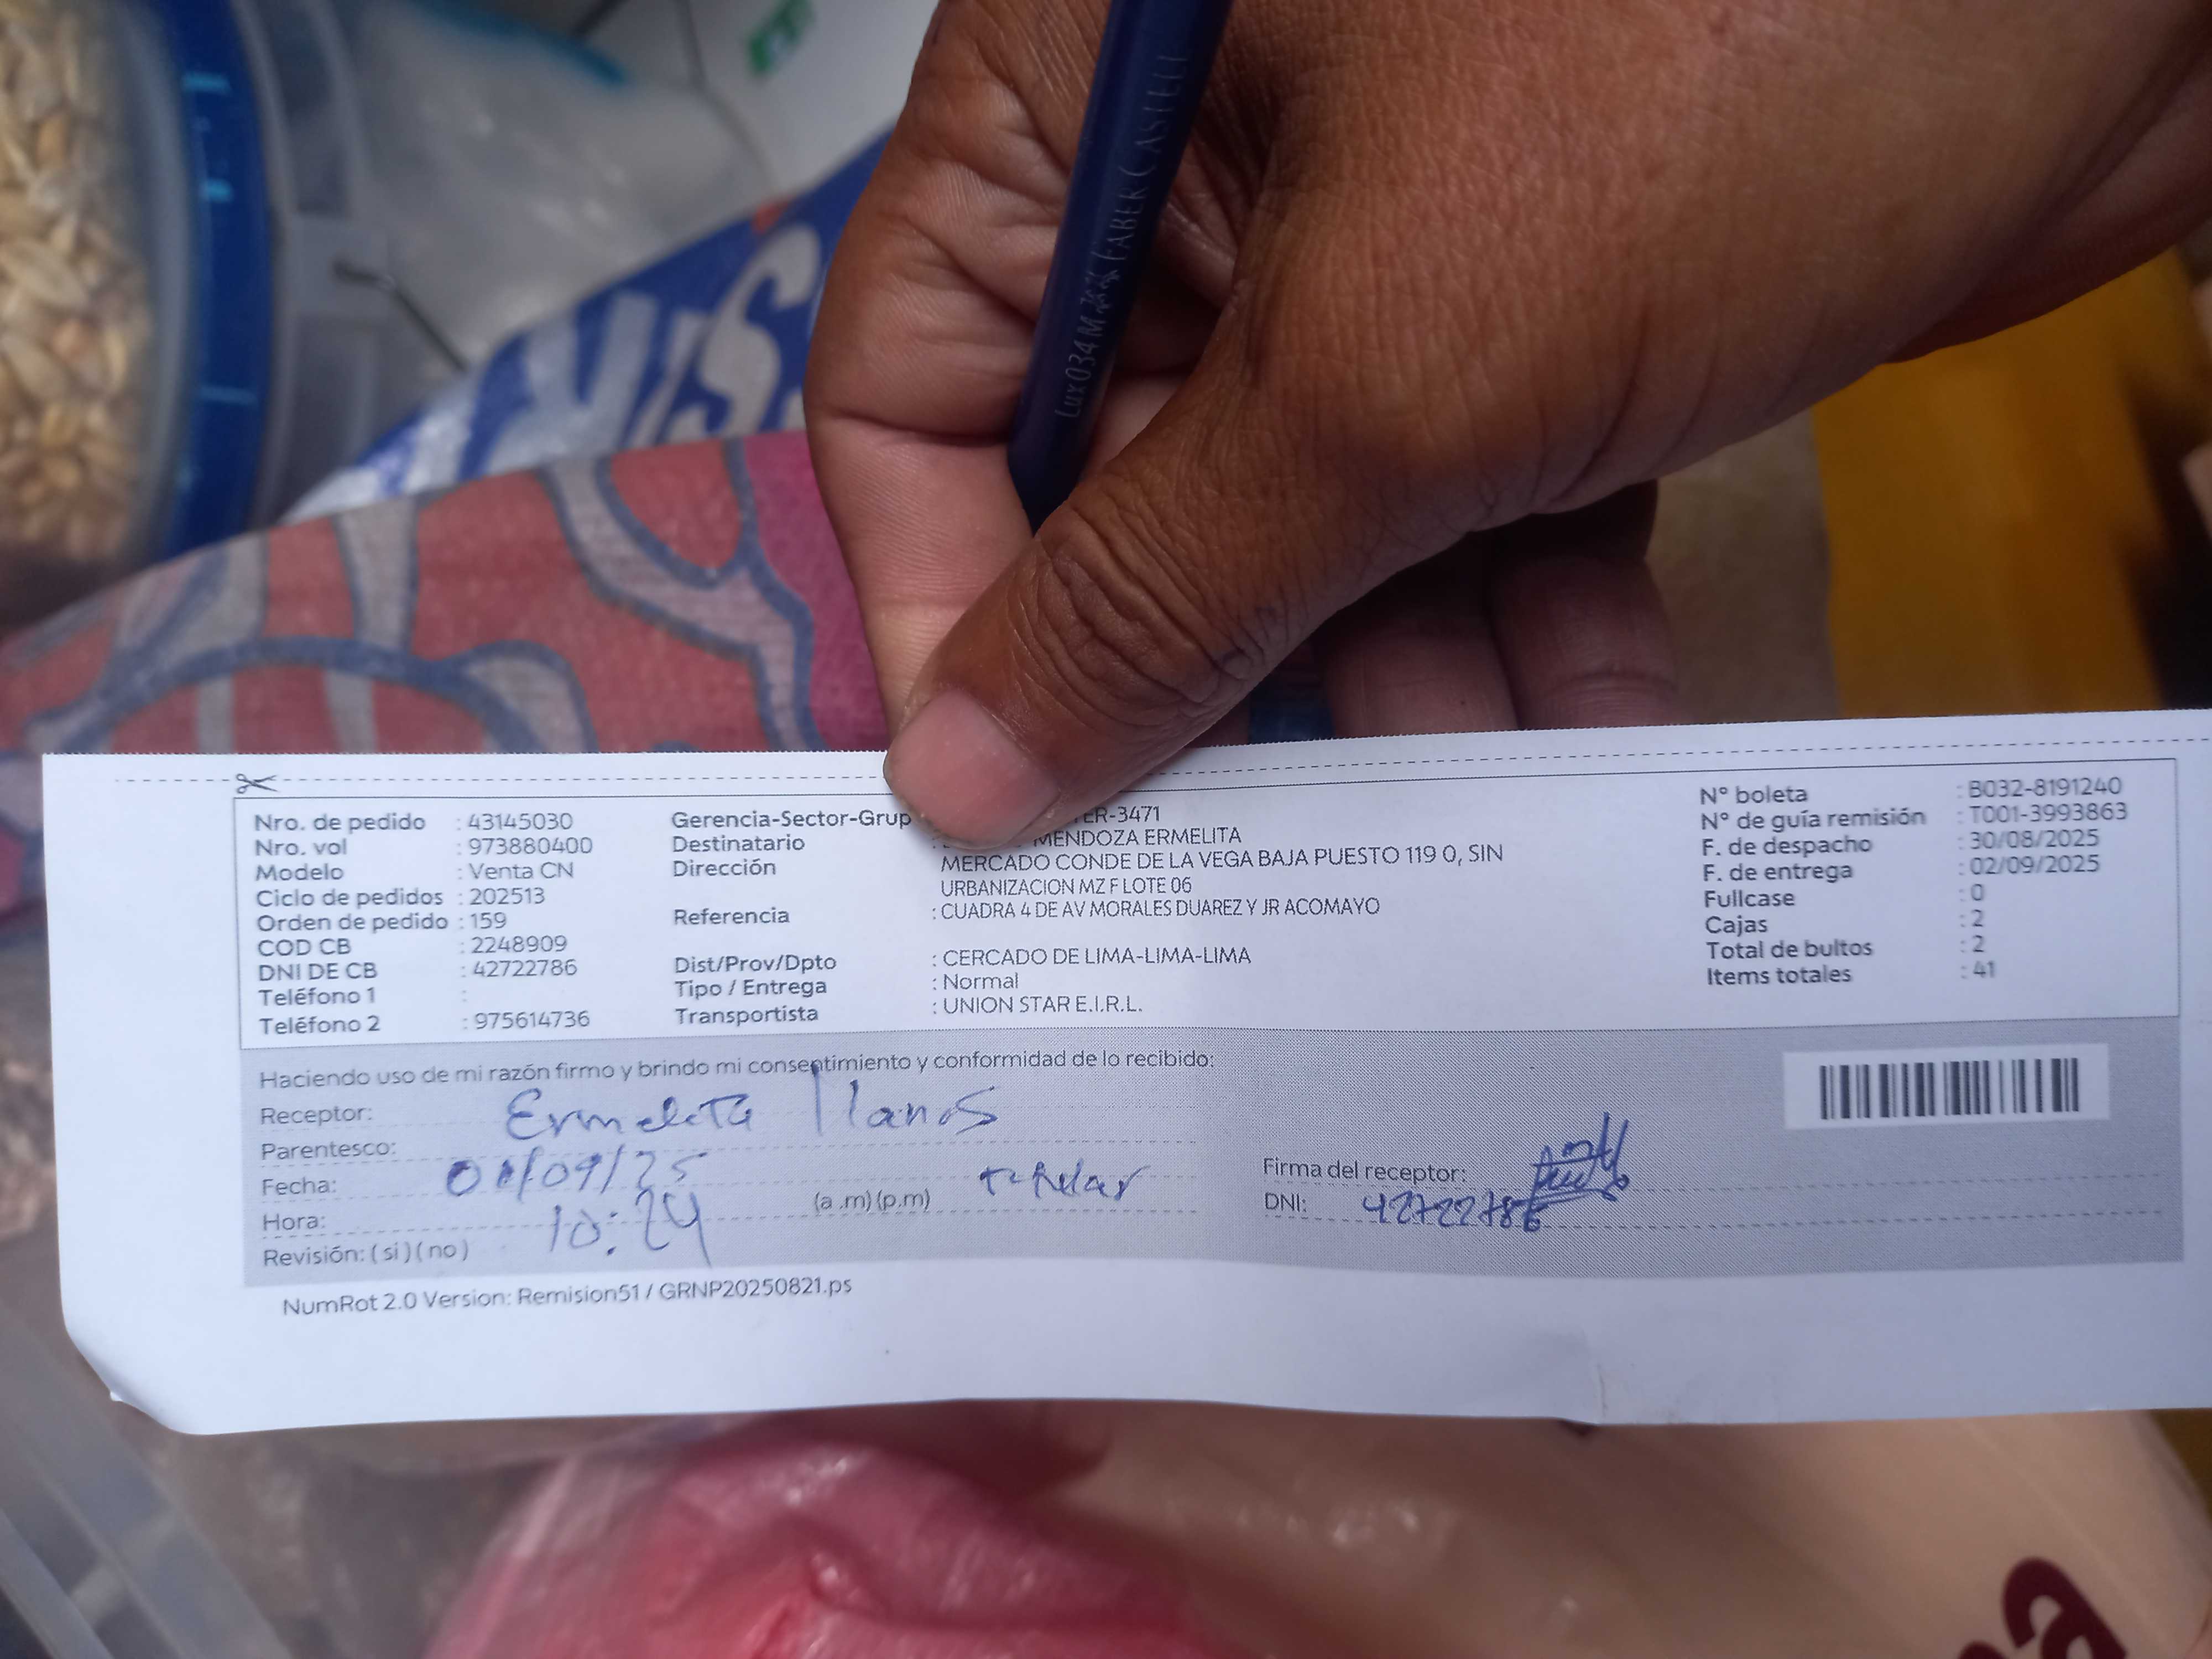 Lux034M FABER CASTELL
Nro. de pedido : 43145030
Nro. vol : 973880400
Modelo : Venta CN
Ciclo de pedidos : 202513
Orden de pedido : 159
COD CB : 2248909
DNI DE CB : 42722786
Teléfono 1 :
Teléfono 2 : 975614736
Gerencia-Sector-Grup ER-3471
Destinatario : MENDOZA ERMELITA
Dirección MERCADO CONDE DE LA VEGA BAJA PUESTO 119 0, SIN
URBANIZACION MZ F LOTE 06
Referencia : CUADRA 4 DE AV MORALES DUAREZ Y JR ACOMAYO
Dist/Prov/Dpto : CERCADO DE LIMA-LIMA-LIMA
Tipo / Entrega : Normal
Transportista : UNION STAR E.I.R.L.
N° boleta : B032-8191240
N° de guía remisión : T001-3993863
F. de despacho : 30/08/2025
F. de entrega : 02/09/2025
Fullcase : 0
Cajas : 2
Total de bultos : 2
Items totales : 41
Haciendo uso de mi razón firmo y brindo mi consentimiento y conformidad de lo recibido:
Receptor: Ermelita llanos
Parentesco:
Fecha: 01/09/25
titular
Hora: 10:24 (a .m) (p.m)
Revisión: ( si ) ( no )
Firma del receptor:
DNI: 42722786
NumRot 2.0 Version: Remision51 / GRNP20250821.ps